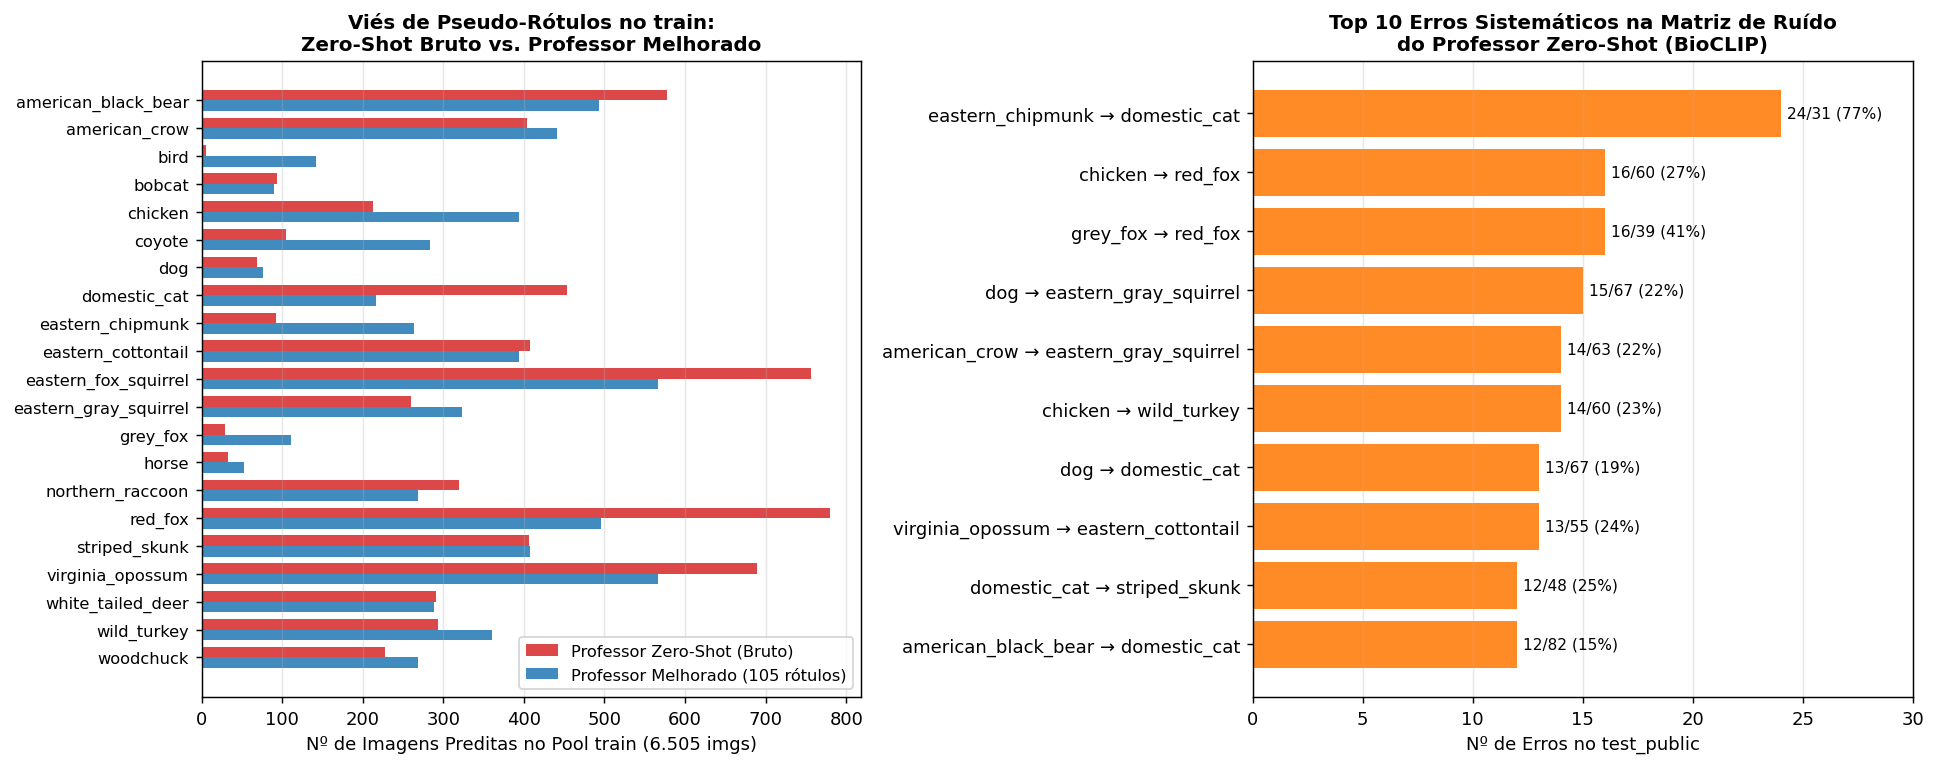 Viés de Pseudo-Rótulos no train:
Zero-Shot Bruto vs. Professor Melhorado
american_black_bear
american_crow
bird
bobcat
chicken
coyote
dog
domestic_cat
eastern_chipmunk
eastern_cottontail
eastern_fox_squirrel
eastern_gray_squirrel
grey_fox
horse
northern_raccoon
red_fox
striped_skunk
virginia_opossum
white_tailed_deer
wild_turkey
woodchuck
Professor Zero-Shot (Bruto)
Professor Melhorado (105 rótulos)
0 100 200 300 400 500 600 700 800
Nº de Imagens Preditas no Pool train (6.505 imgs)
Top 10 Erros Sistemáticos na Matriz de Ruído
do Professor Zero-Shot (BioCLIP)
eastern_chipmunk → domestic_cat 24/31 (77%)
chicken → red_fox 16/60 (27%)
grey_fox → red_fox 16/39 (41%)
dog → eastern_gray_squirrel 15/67 (22%)
american_crow → eastern_gray_squirrel 14/63 (22%)
chicken → wild_turkey 14/60 (23%)
dog → domestic_cat 13/67 (19%)
virginia_opossum → eastern_cottontail 13/55 (24%)
domestic_cat → striped_skunk 12/48 (25%)
american_black_bear → domestic_cat 12/82 (15%)
0 5 10 15 20 25 30
Nº de Erros no test_public